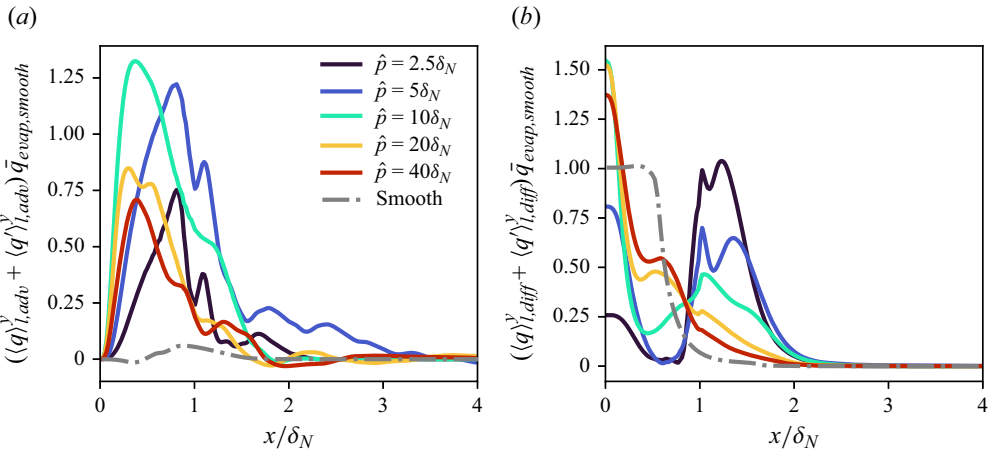 (a)
(⟨q⟩^y_{l,adv} + ⟨q′⟩^y_{l,adv}) q̄_{evap,smooth}
1.25
1.00
0.75
0.50
0.25
0
0 1 2 3 4
x/δ_N
p̂ = 2.5δ_N
p̂ = 5δ_N
p̂ = 10δ_N
p̂ = 20δ_N
p̂ = 40δ_N
Smooth
(b)
(⟨q⟩^y_{l,diff} + ⟨q′⟩^y_{l,diff}) q̄_{evap,smooth}
1.50
1.25
1.00
0.75
0.50
0.25
0
0 1 2 3 4
x/δ_N